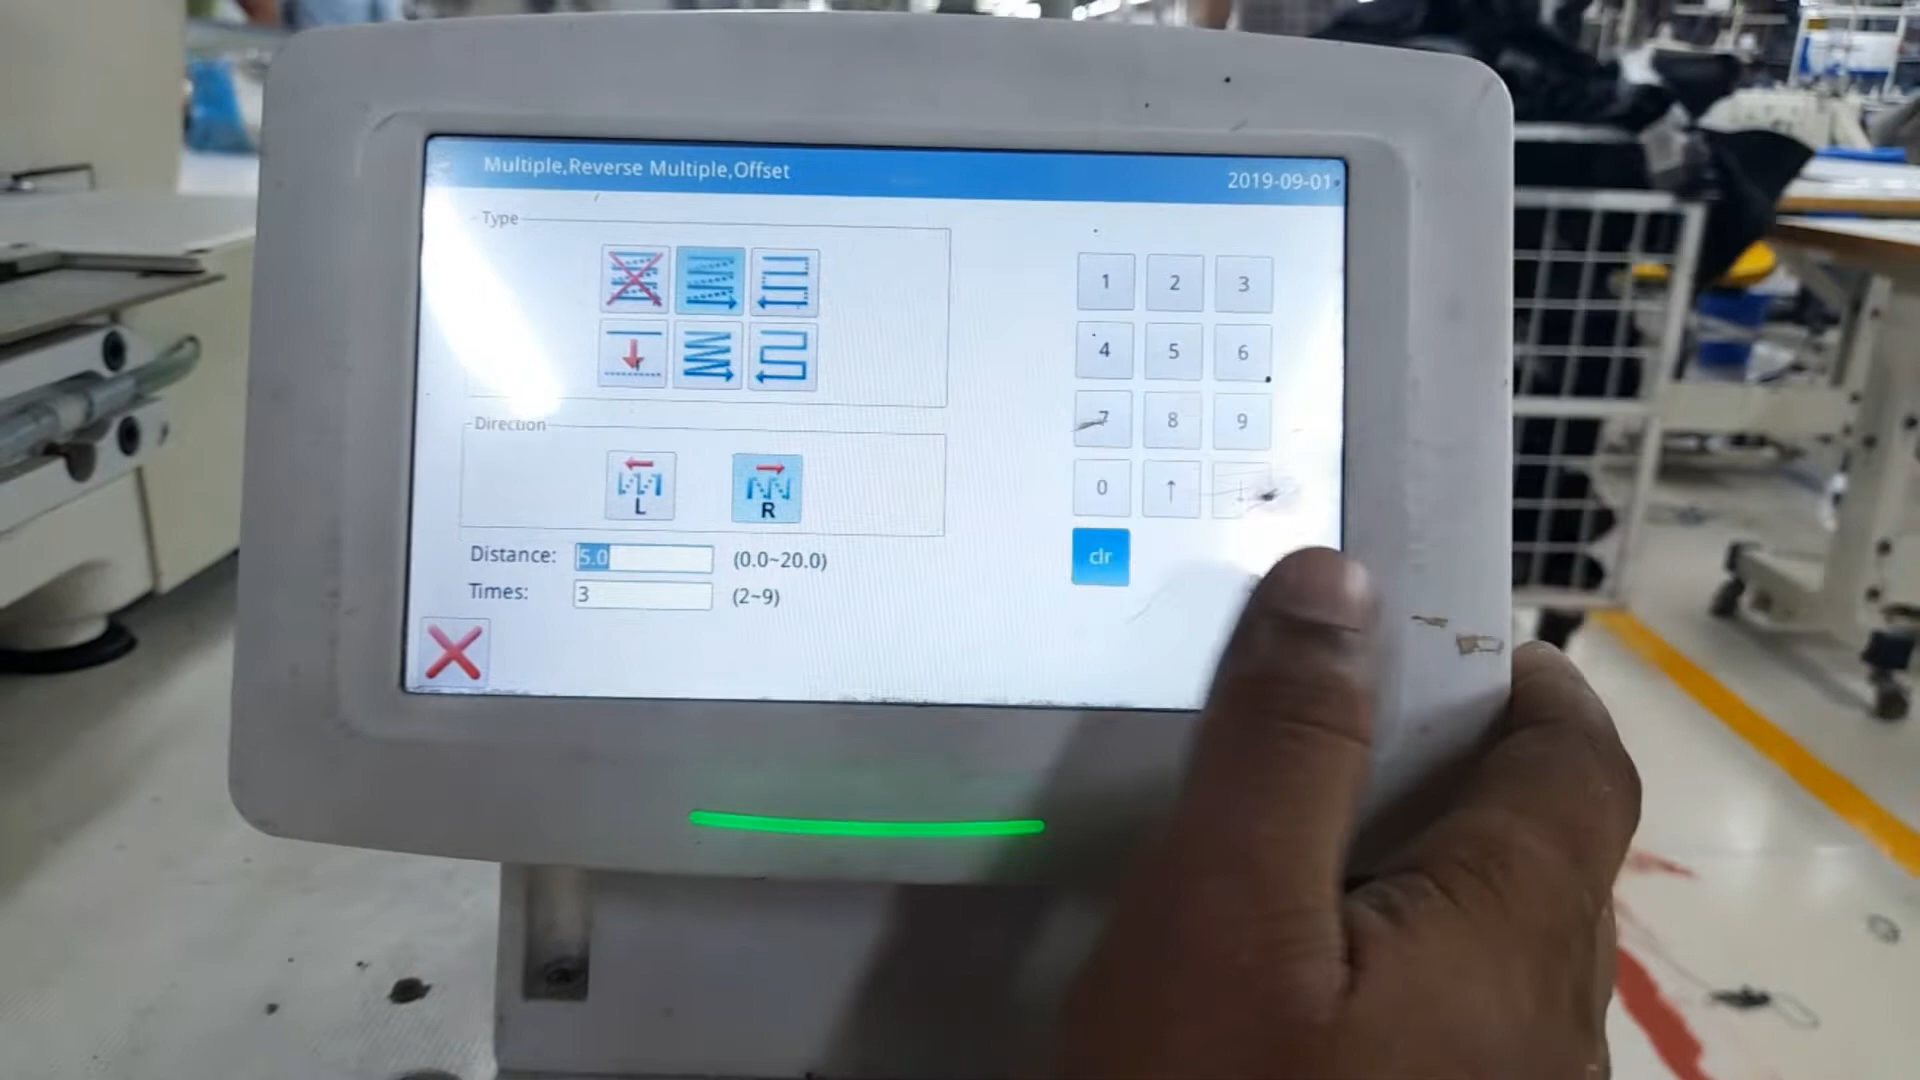 Multiple,Reverse Multiple,Offset
2019-09-01
Type
Direction
L
R
Distance: 5.0 (0.0~20.0)
Times: 3 (2~9)
1 2 3
4 5 6
7 8 9
0 ↑ ↓
clr